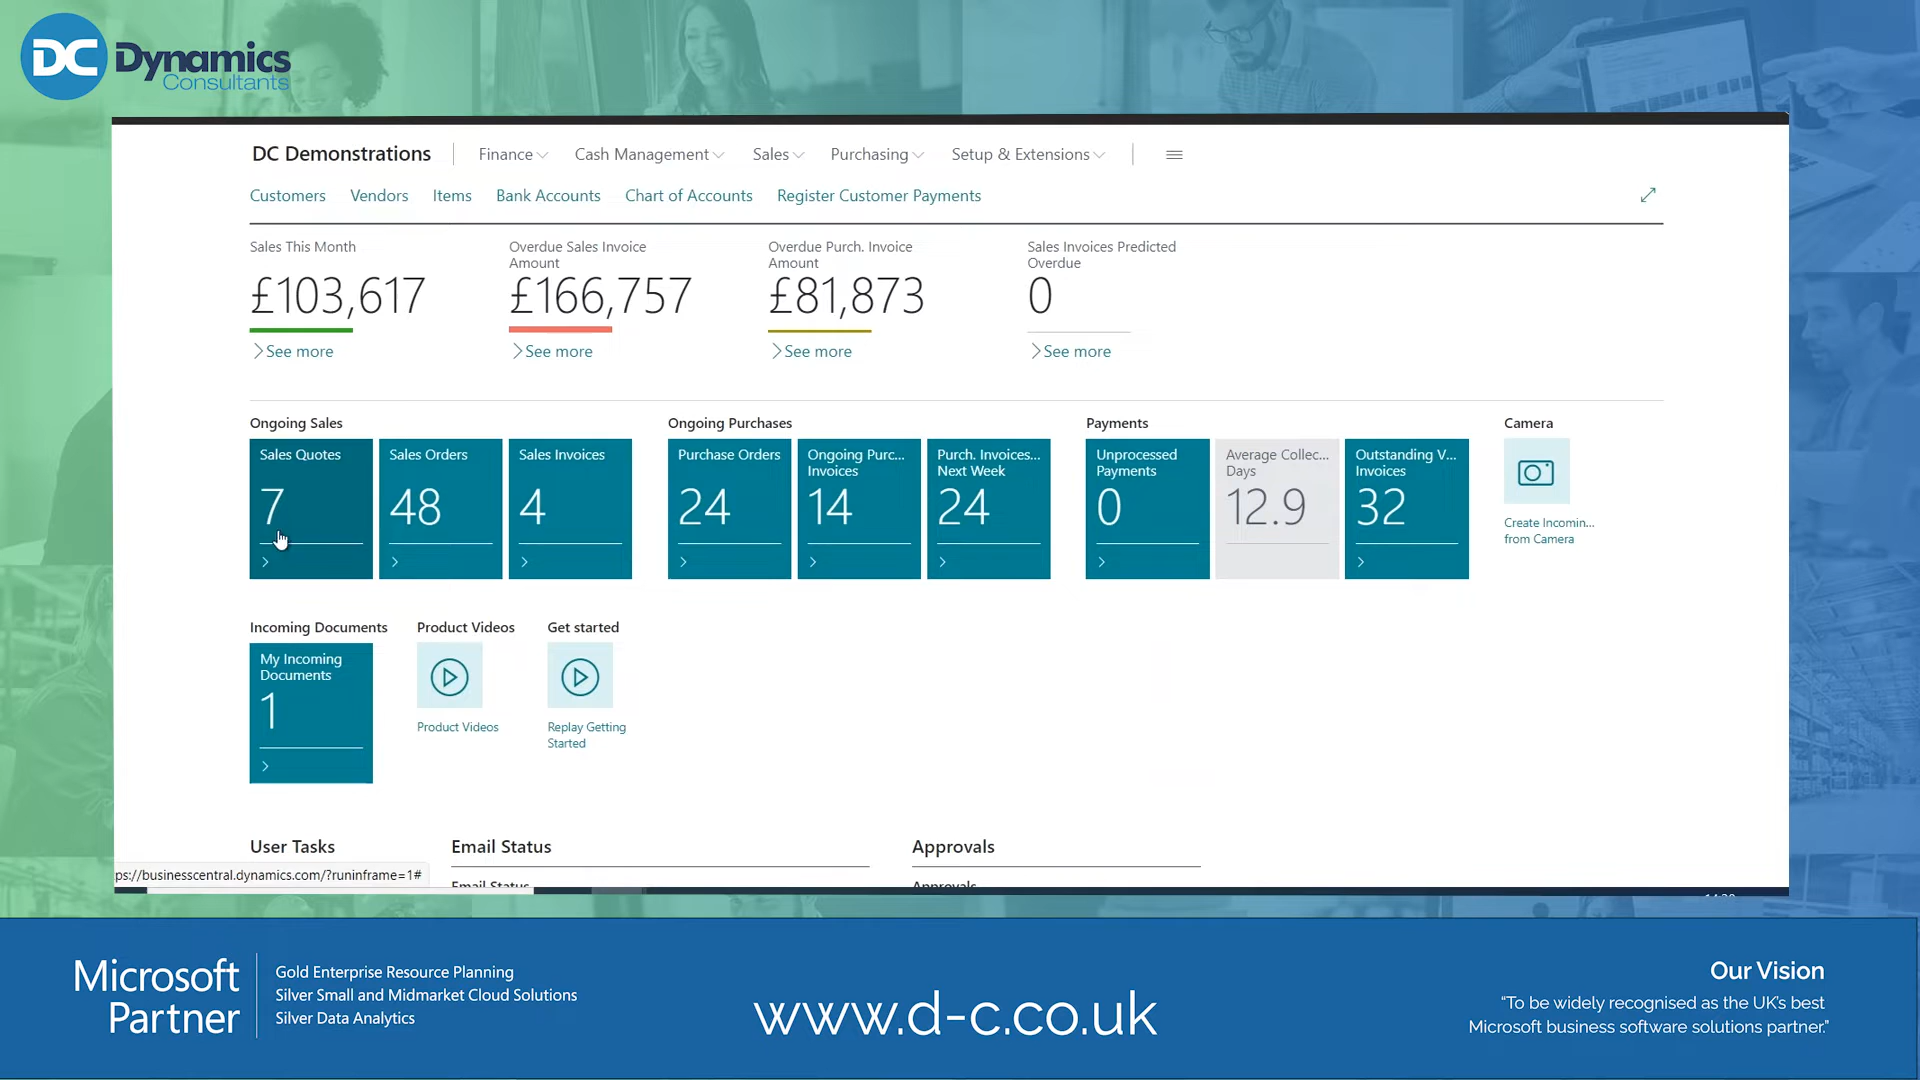 DC Dynamics
Consultants
DC Demonstrations
Finance
Cash Management
Sales
Purchasing
Setup & Extensions
Customers
Vendors
Items
Bank Accounts
Chart of Accounts
Register Customer Payments
Sales This Month
£103,617
See more
Overdue Sales Invoice
Amount
£166,757
See more
Overdue Purch. Invoice
Amount
£81,873
See more
Sales Invoices Predicted
Overdue
0
See more
Ongoing Sales
Sales Quotes
7
Sales Orders
48
Sales Invoices
4
Ongoing Purchases
Purchase Orders
24
Ongoing Purc...
Invoices
14
Purch. Invoices...
Next Week
24
Payments
Unprocessed
Payments
0
Average Collec...
Days
12.9
Outstanding V...
Invoices
32
Camera
Create Incomin...
from Camera
Incoming Documents
My Incoming
Documents
1
Product Videos
Product Videos
Get started
Replay Getting
Started
User Tasks
Email Status
Email Status
Approvals
Approvals
ps://businesscentral.dynamics.com/?runinframe=1#
Microsoft
Partner
Gold Enterprise Resource Planning
Silver Small and Midmarket Cloud Solutions
Silver Data Analytics
www.d-c.co.uk
Our Vision
“To be widely recognised as the UK's best
Microsoft business software solutions partner.”